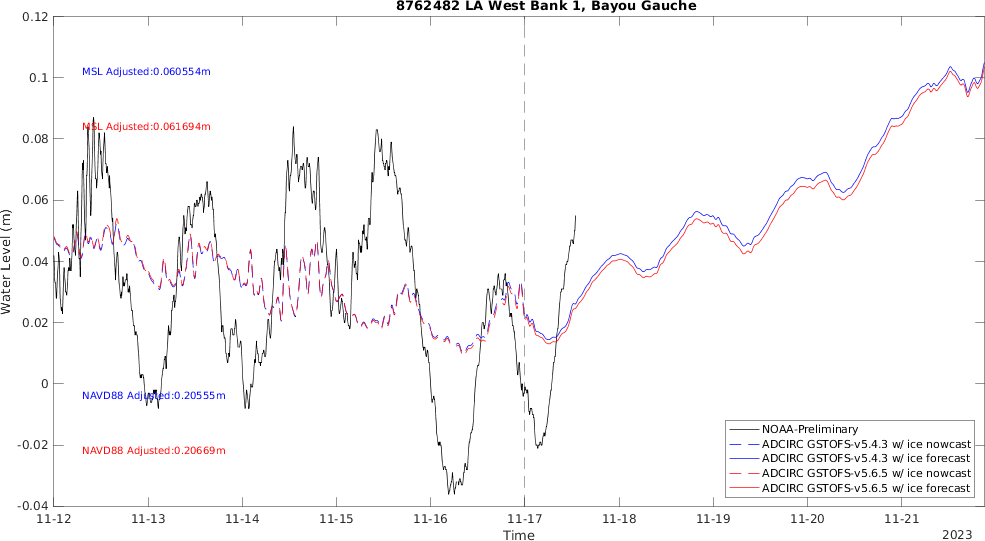 8762482 LA West Bank 1, Bayou Gauche
0.12
0.1
0.08
0.06
0.04
0.02
0
-0.02
-0.04
Water Level (m)
MSL Adjusted:0.060554m
MSL Adjusted:0.061694m
NAVD88 Adjusted:0.20555m
NAVD88 Adjusted:0.20669m
NOAA-Preliminary
ADCIRC GSTOFS-v5.4.3 w/ ice nowcast
ADCIRC GSTOFS-v5.4.3 w/ ice forecast
ADCIRC GSTOFS-v5.6.5 w/ ice nowcast
ADCIRC GSTOFS-v5.6.5 w/ ice forecast
11-12 11-13 11-14 11-15 11-16 11-17 11-18 11-19 11-20 11-21
Time
2023